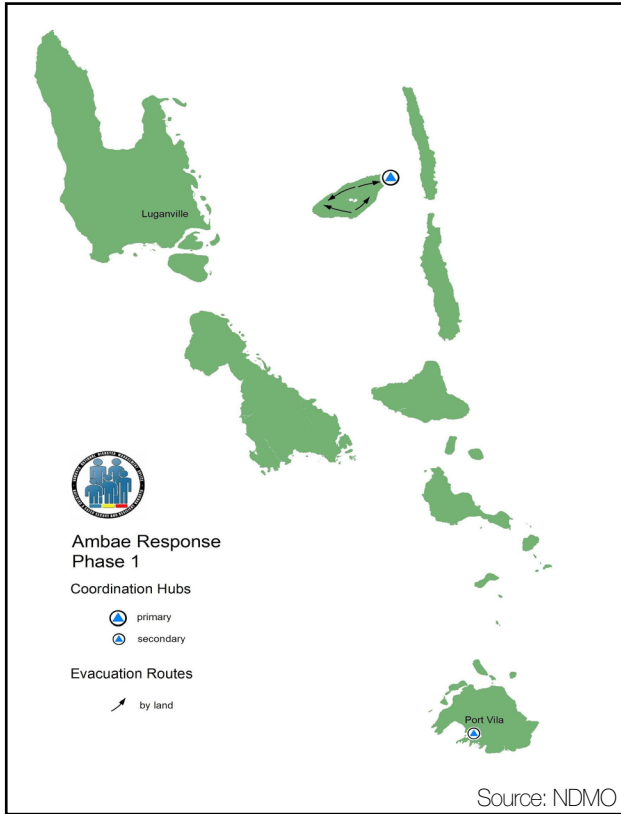 Luganville
Ambae Response
Phase 1
Coordination Hubs
primary
secondary
Evacuation Routes
by land
Port Vila
Source: NDMO